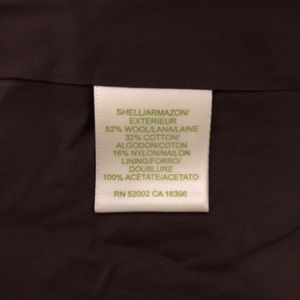 SHELL/ARMAZON/
EXTERIEUR
52% WOOL/LANA/LAINE
32% COTTON/
ALGODON/COTON
16% NYLON/NAILON
LINING/FORRO/
DOUBLURE
100% ACETATE/ACETATO
RN 52002 CA 16396